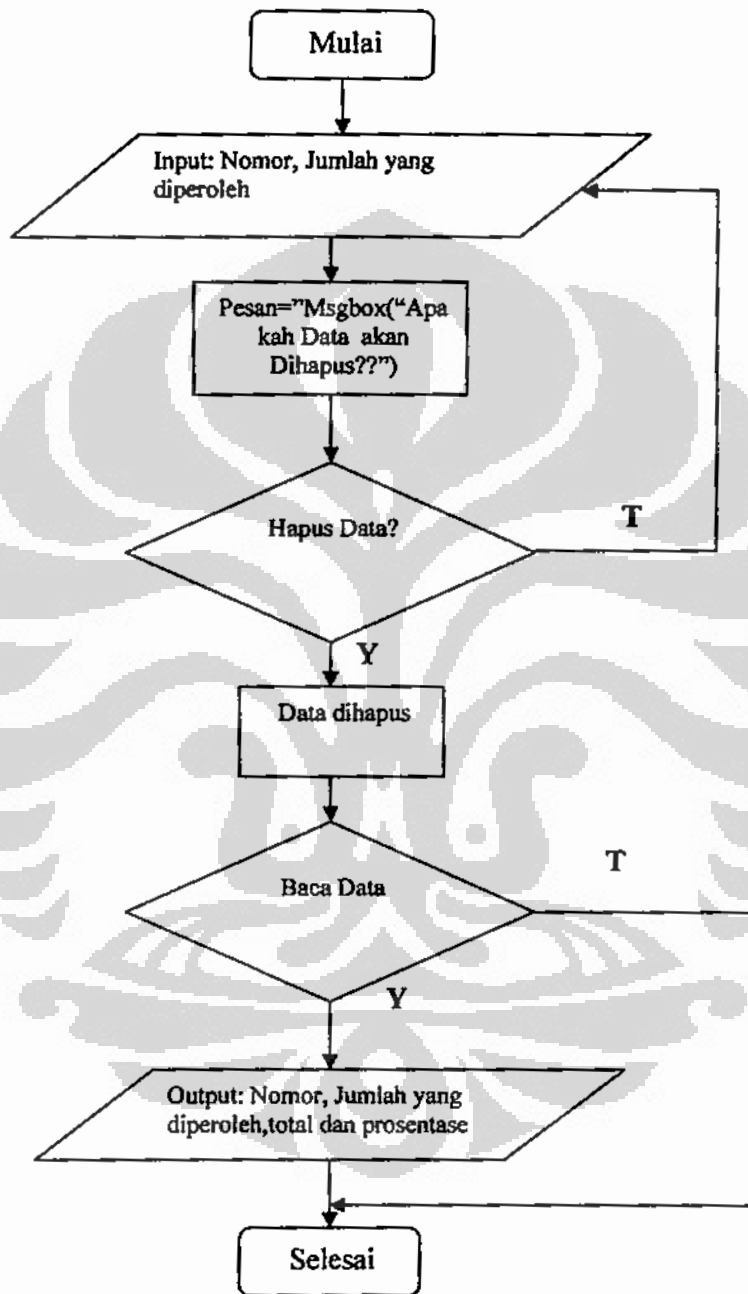 Mulai
Input: Nomor, Jumlah yang
diperoleh
Pesan="Msgbox("Apa
kah Data akan
Dihapus??")
Hapus Data?
T
Y
Data dihapus
Baca Data
T
Y
Output: Nomor, Jumlah yang
diperoleh,total dan prosentase
Selesai